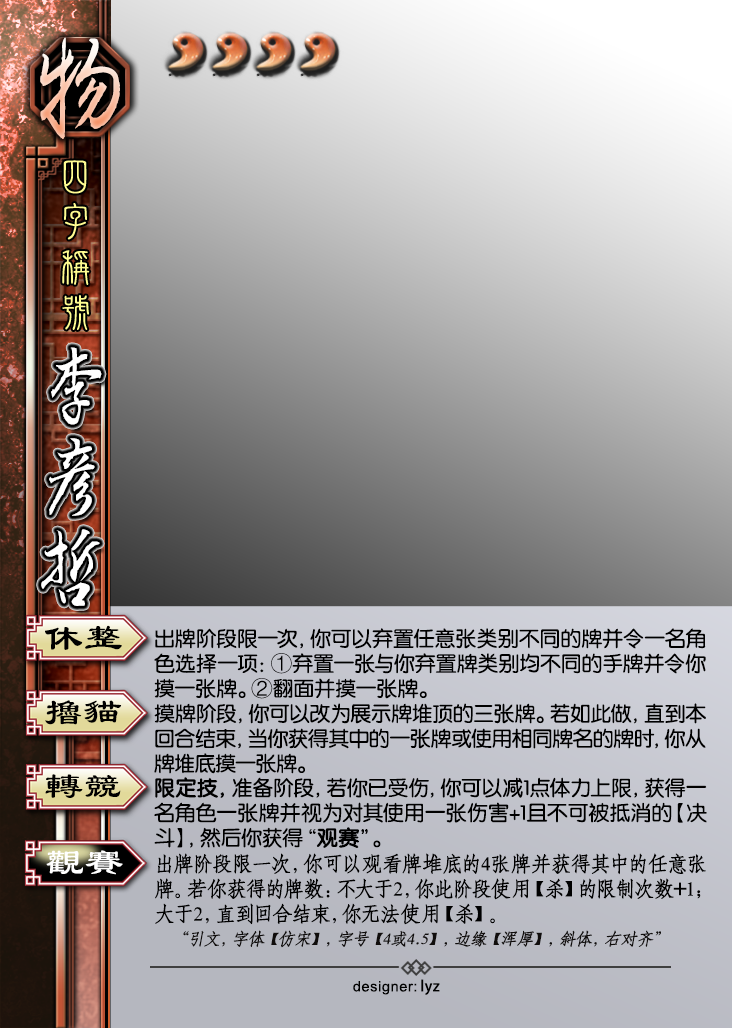 物
四字稱號
李彦哲
休整
出牌阶段限一次，你可以弃置任意张类别不同的牌并令一名角
色选择一项：①弃置一张与你弃置牌类别均不同的手牌并令你
摸一张牌。②翻面并摸一张牌。
擼貓
摸牌阶段，你可以改为展示牌堆顶的三张牌。若如此做，直到本
回合结束，当你获得其中的一张牌或使用相同牌名的牌时，你从
牌堆底摸一张牌。
轉競
限定技，准备阶段，若你已受伤，你可以减1点体力上限，获得一
名角色一张牌并视为对其使用一张伤害+1且不可被抵消的【决
斗】，然后你获得“观赛”。
觀賽
出牌阶段限一次，你可以观看牌堆底的4张牌并获得其中的任意张
牌。若你获得的牌数：不大于2，你此阶段使用【杀】的限制次数+1；
大于2，直到回合结束，你无法使用【杀】。
“引文，字体【仿宋】，字号【4或4.5】，边缘【浑厚】，斜体，右对齐”
designer: lyz